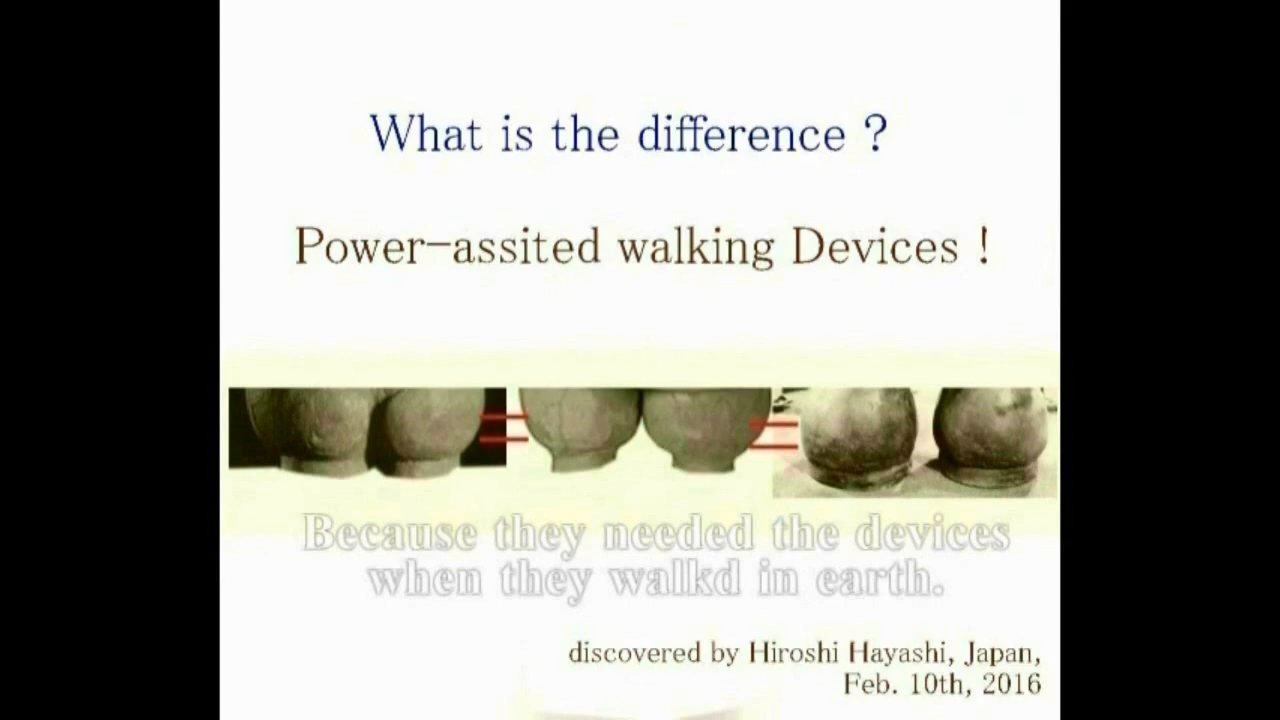 What is the difference ?
Power-assited walking Devices !
Because they needed the devices
when they walkd in earth.
discovered by Hiroshi Hayashi, Japan,
Feb. 10th, 2016